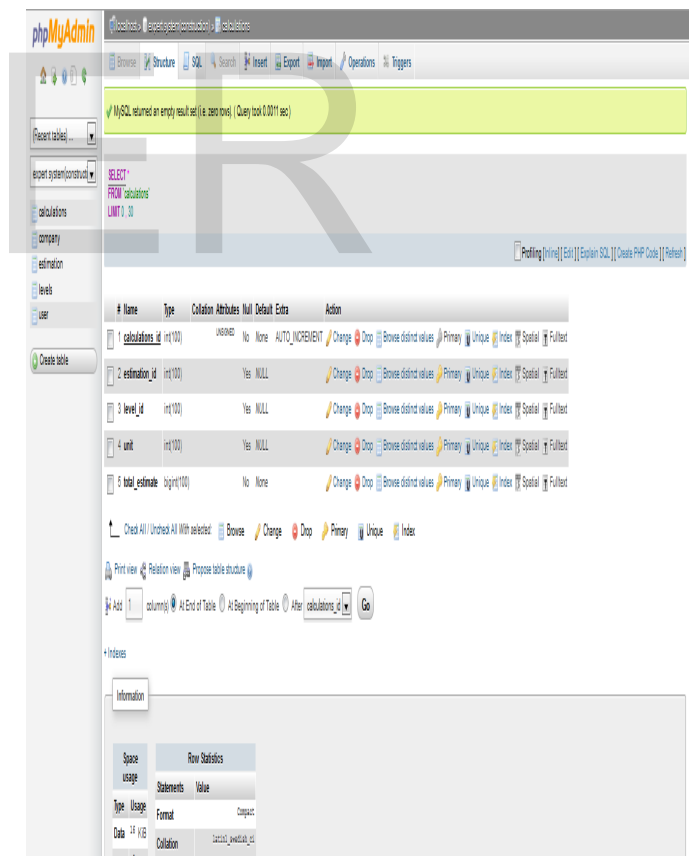 phpMyAdmin
localhost » expert system(construction) » calculations
Browse Structure SQL Search Insert Export Import Operations Triggers
MySQL returned an empty result set (i.e. zero rows). ( Query took 0.0011 sec )
(Recent tables) ...
expert system(constructi
calculations
company
estimation
levels
user
Create table
SELECT *
FROM `calculations`
LIMIT 0 , 30
Profiling [Inline] [ Edit ] [ Explain SQL ] [ Create PHP Code ] [ Refresh ]
# Name Type Collation Attributes Null Default Extra Action
1 calculations_id int(100) UNSIGNED No None AUTO_INCREMENT Change Drop Browse distinct values Primary Unique Index Spatial Fulltext
2 estimation_id int(100) Yes NULL Change Drop Browse distinct values Primary Unique Index Spatial Fulltext
3 level_id int(100) Yes NULL Change Drop Browse distinct values Primary Unique Index Spatial Fulltext
4 unit int(100) Yes NULL Change Drop Browse distinct values Primary Unique Index Spatial Fulltext
5 total_estimate bigint(100) No None Change Drop Browse distinct values Primary Unique Index Spatial Fulltext
Check All / Uncheck All With selected: Browse Change Drop Primary Unique Index
Print view Relation view Propose table structure
Add 1 column(s) At End of Table At Beginning of Table After calculations_id Go
+ Indexes
Information
Space usage
Type Usage
Data 16 KiB
Row Statistics
Statements Value
Format Compact
Collation latin1_swedish_ci
ER